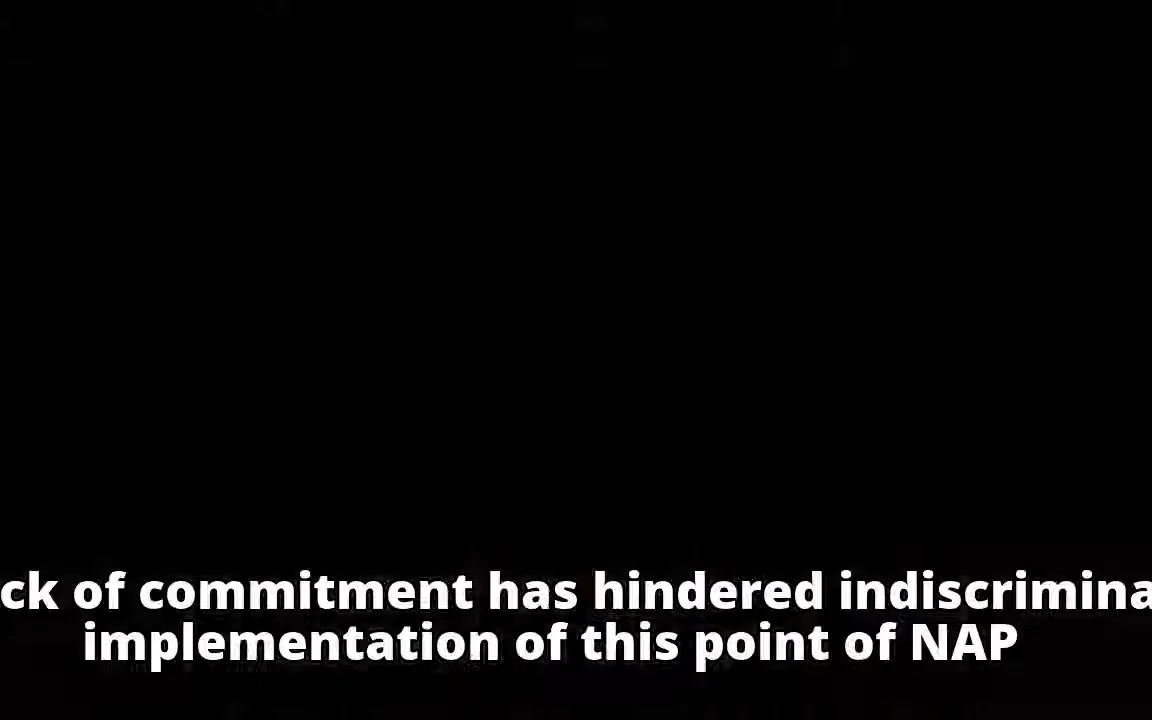 ck of commitment has hindered indiscrimina
implementation of this point of NAP